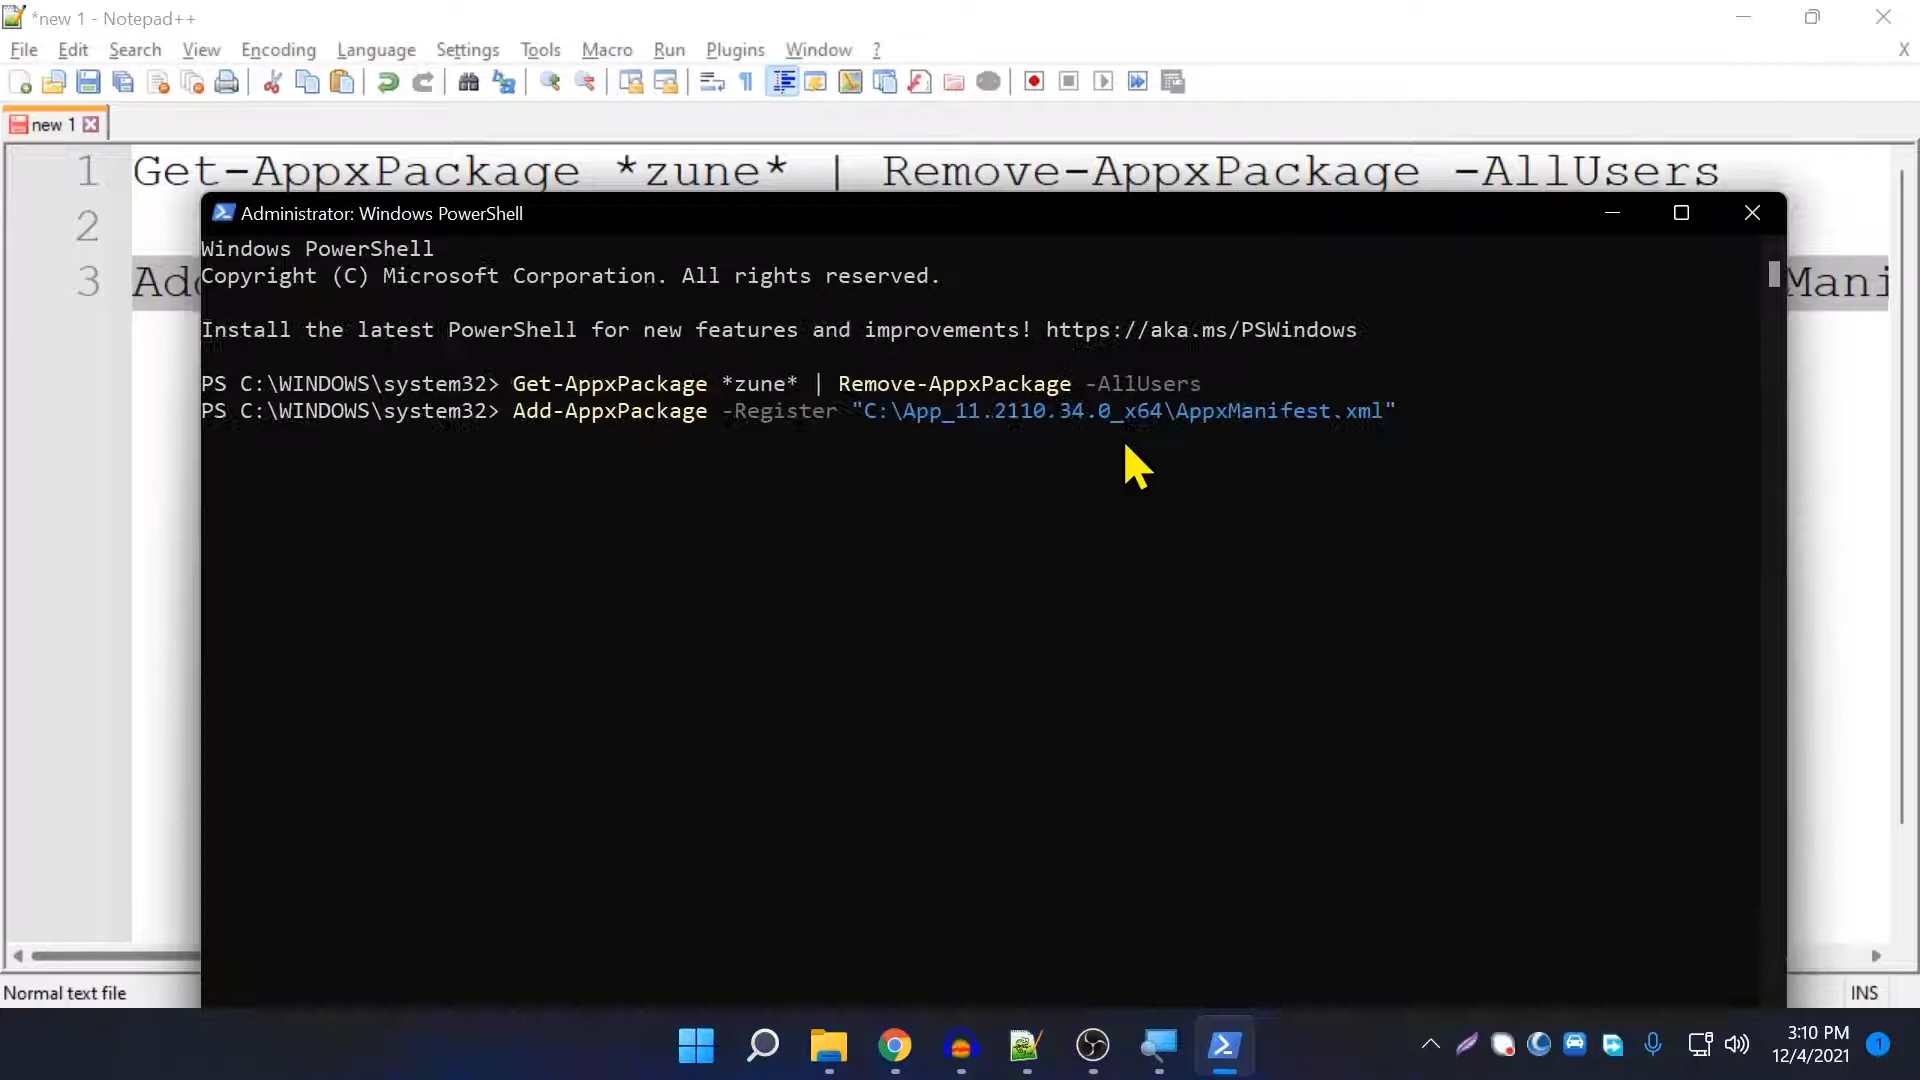 *new 1 - Notepad++
File Edit Search View Encoding Language Settings Tools Macro Run Plugins Window ?
X
new 1
1 Get-AppxPackage *zune* | Remove-AppxPackage -AllUsers
2
3 Add Mani
Administrator: Windows PowerShell
Windows PowerShell
Copyright (C) Microsoft Corporation. All rights reserved.
Install the latest PowerShell for new features and improvements! https://aka.ms/PSWindows
PS C:\WINDOWS\system32> Get-AppxPackage *zune* | Remove-AppxPackage -AllUsers
PS C:\WINDOWS\system32> Add-AppxPackage -Register "C:\App_11.2110.34.0_x64\AppxManifest.xml"
Normal text file
INS
3:10 PM
12/4/2021
1